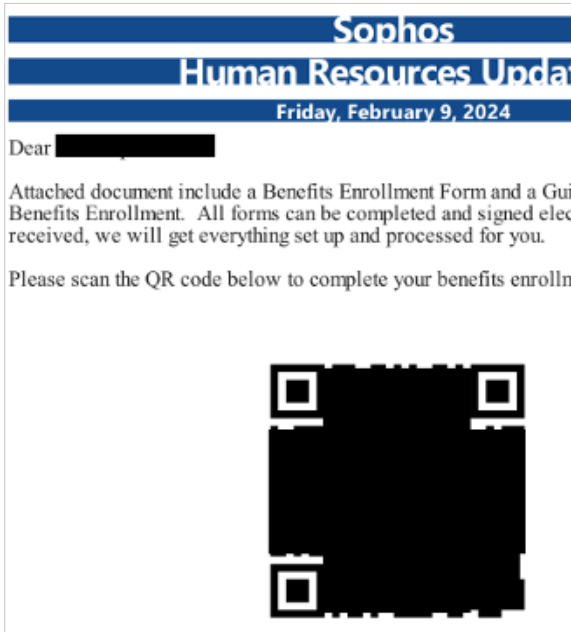 Sophos
Human Resources Updat
Friday, February 9, 2024
Dear
Attached document include a Benefits Enrollment Form and a Gui
Benefits Enrollment.  All forms can be completed and signed elec
received, we will get everything set up and processed for you.
Please scan the QR code below to complete your benefits enrolln